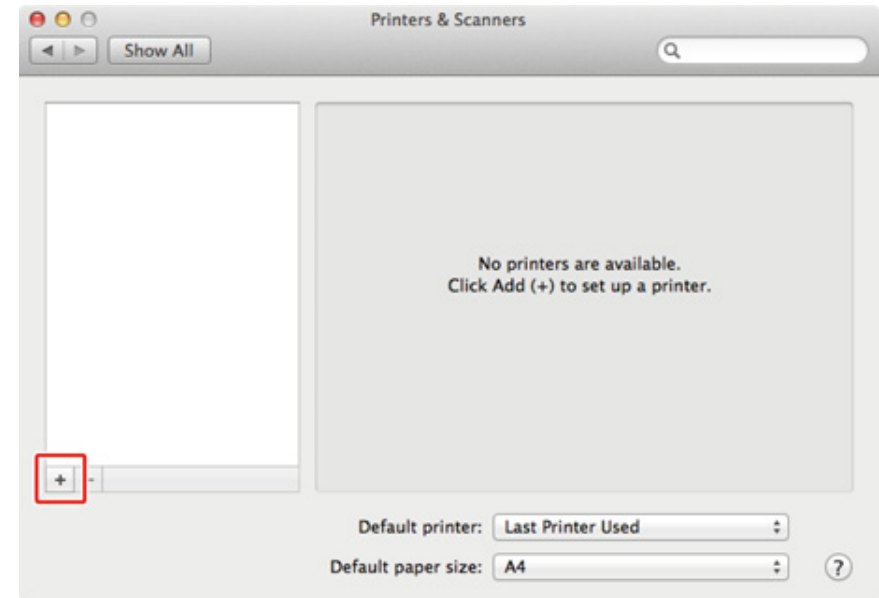 Printers & Scanners
Show All
No printers are available.
Click Add (+) to set up a printer.
+ -
Default printer: Last Printer Used
Default paper size: A4 ?